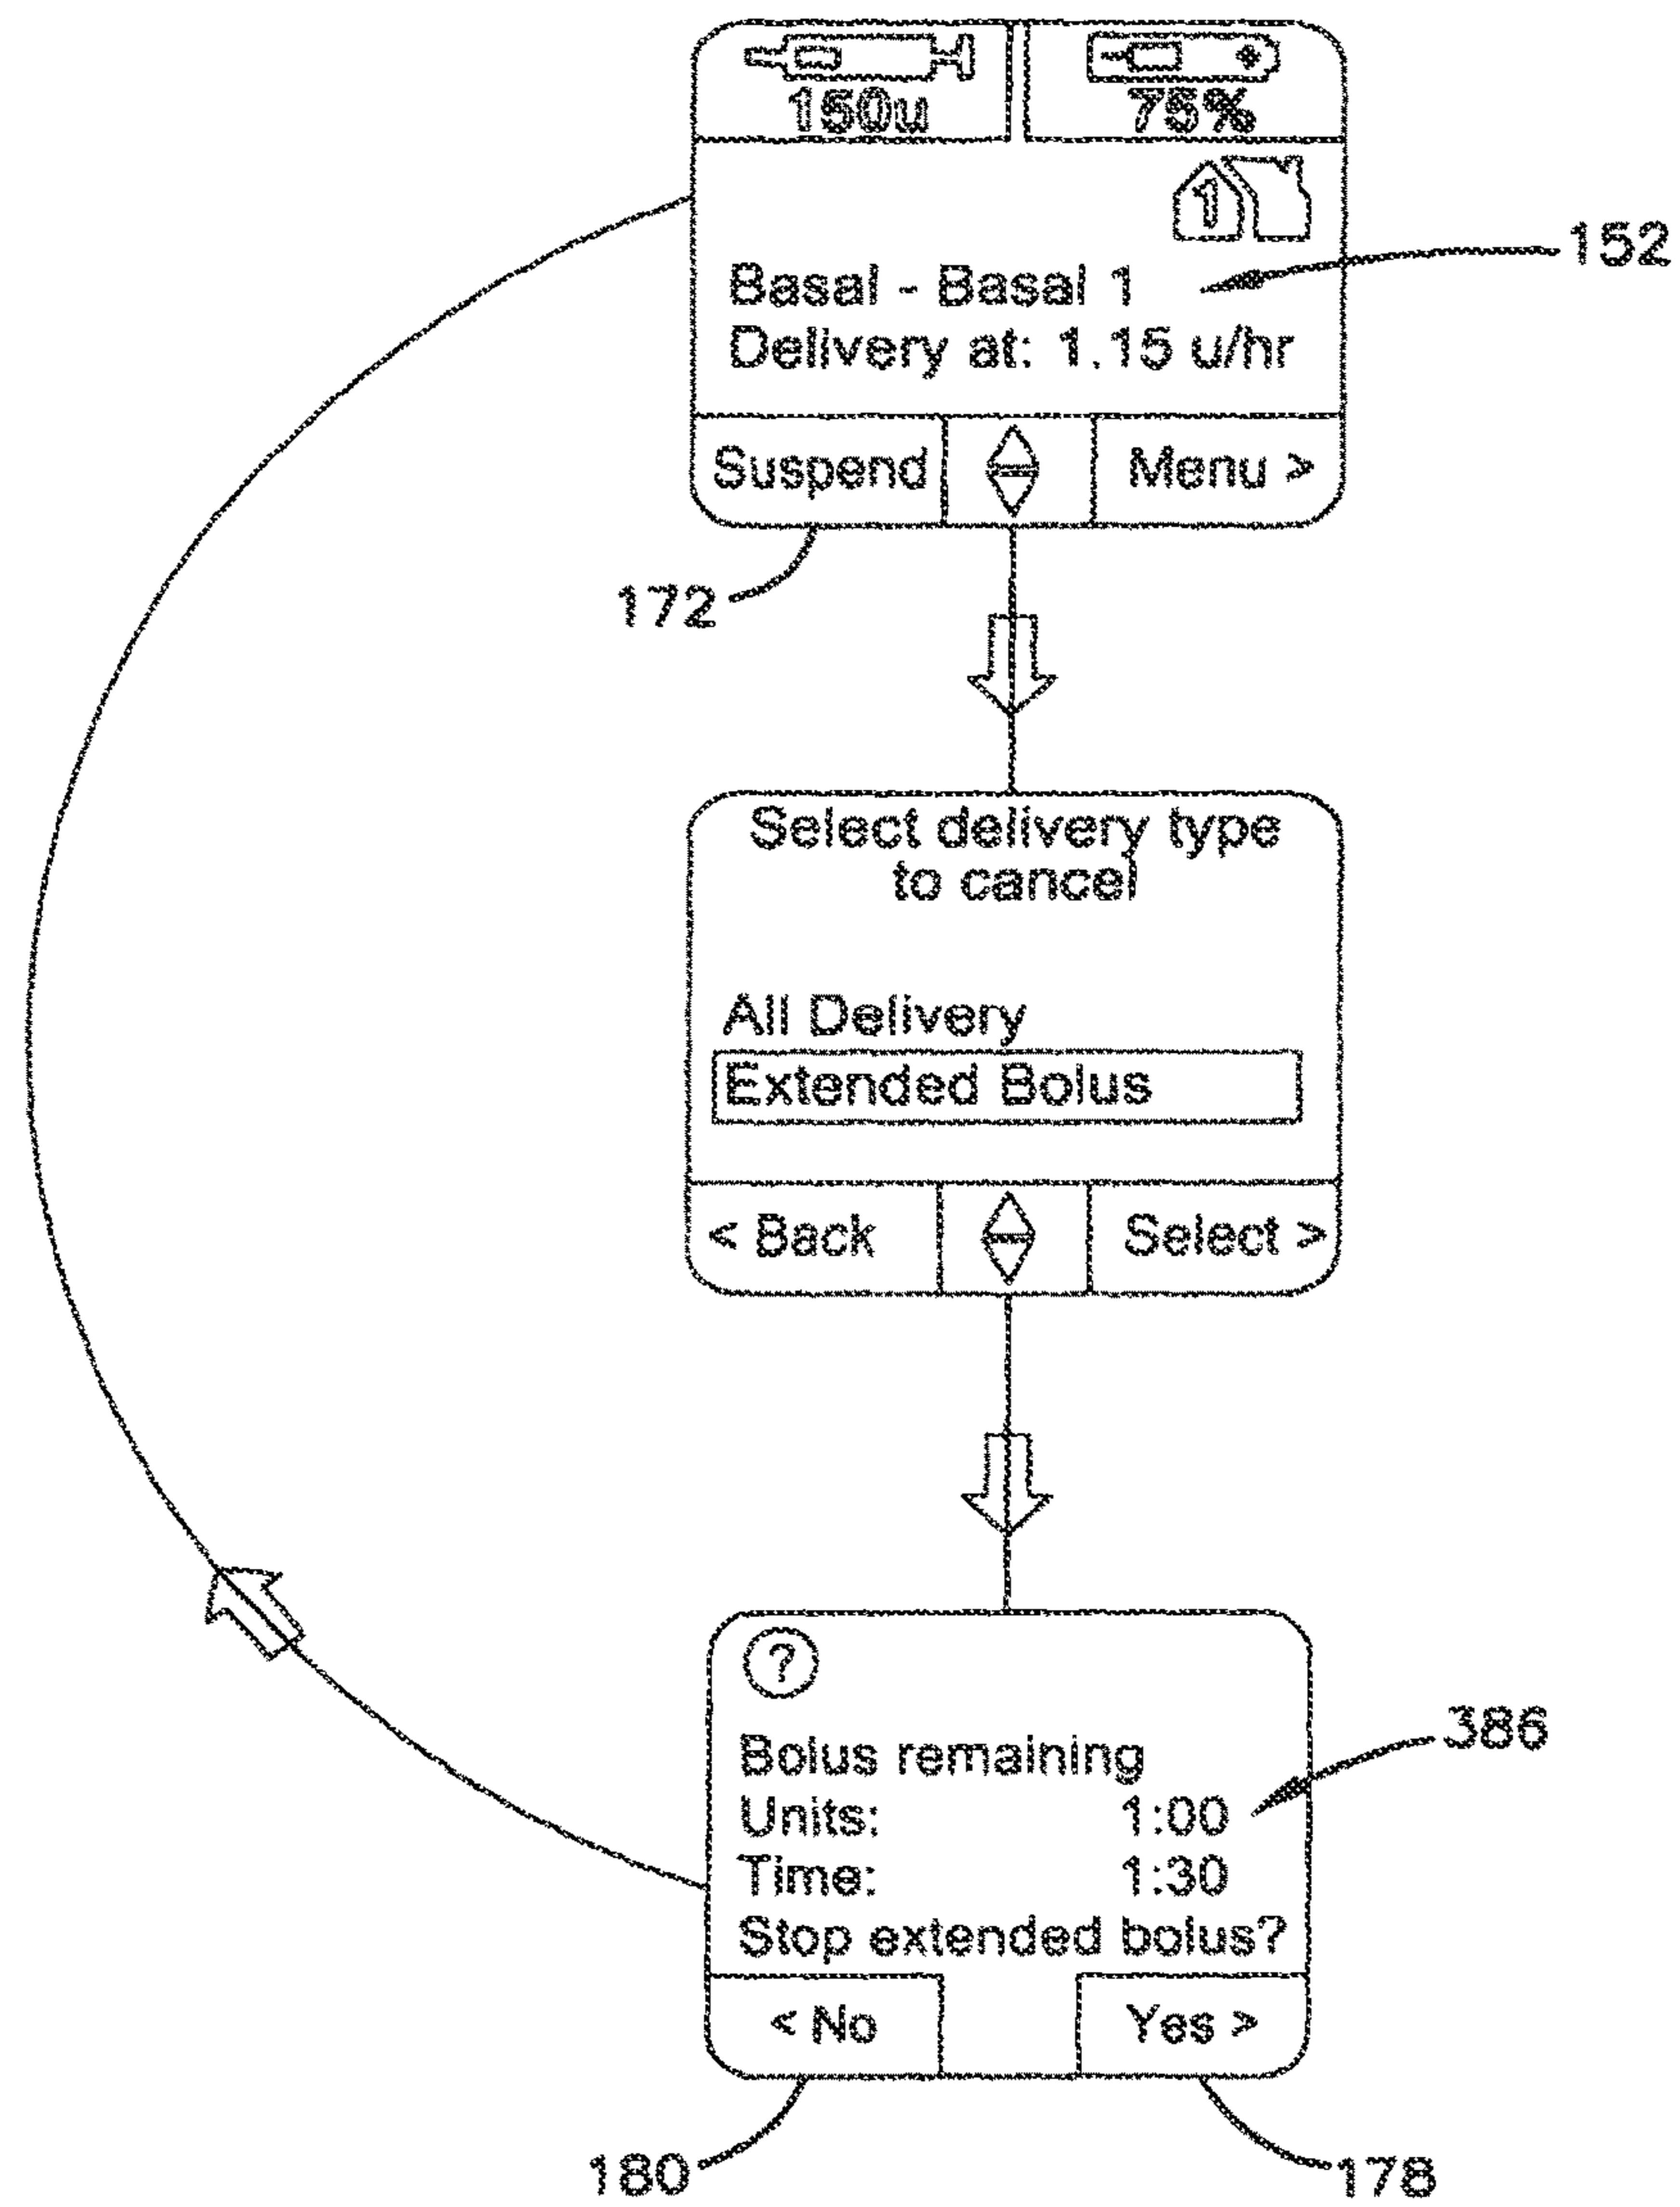 150u 75%
1
152
Basal - Basal 1
Delivery at: 1.15 u/hr
Suspend Menu >
172
Select delivery type
to cancel
All Delivery
Extended Bolus
< Back Select >
?
386
Bolus remaining
Units: 1:00
Time: 1:30
Stop extended bolus?
< No Yes >
180 178